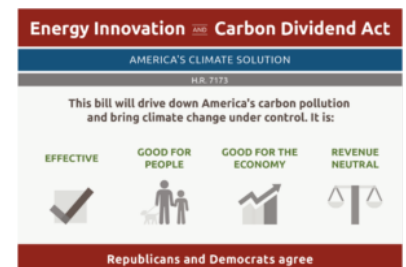 Energy Innovation AND Carbon Dividend Act
AMERICA'S CLIMATE SOLUTION
H.R. 7173
This bill will drive down America's carbon pollution
and bring climate change under control. It is:
EFFECTIVE
GOOD FOR
PEOPLE
GOOD FOR THE
ECONOMY
REVENUE
NEUTRAL
Republicans and Democrats agree